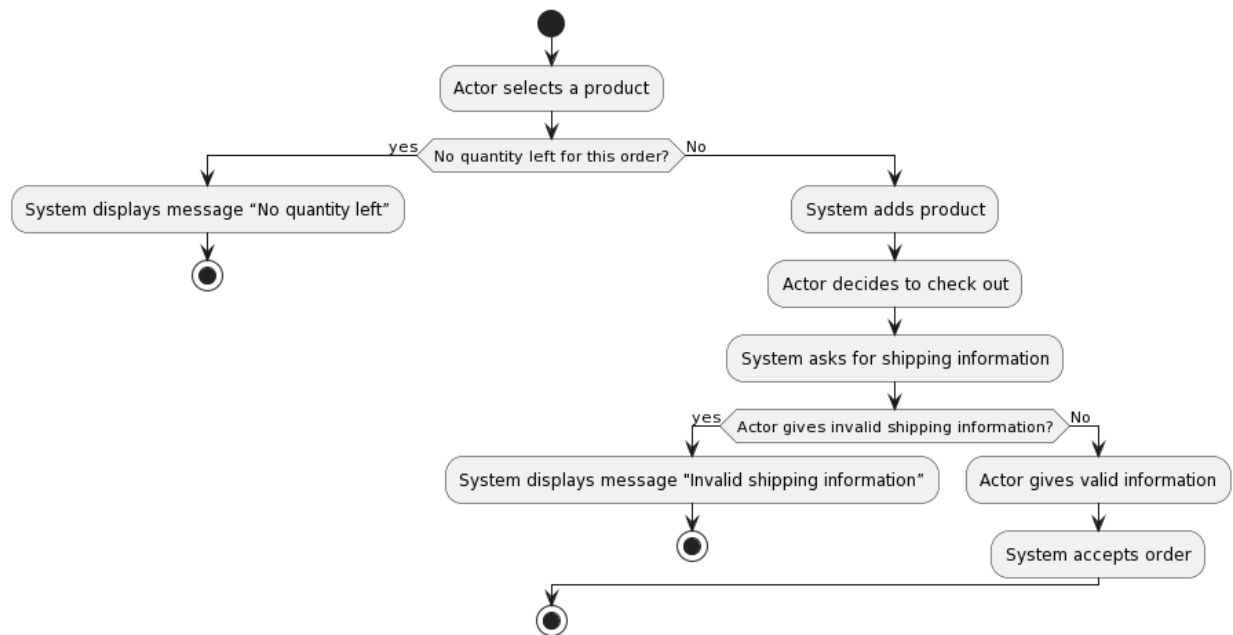 Actor selects a product
yes
No quantity left for this order?
No
System displays message “No quantity left”
System adds product
Actor decides to check out
System asks for shipping information
yes
Actor gives invalid shipping information?
No
System displays message "Invalid shipping information”
Actor gives valid information
System accepts order